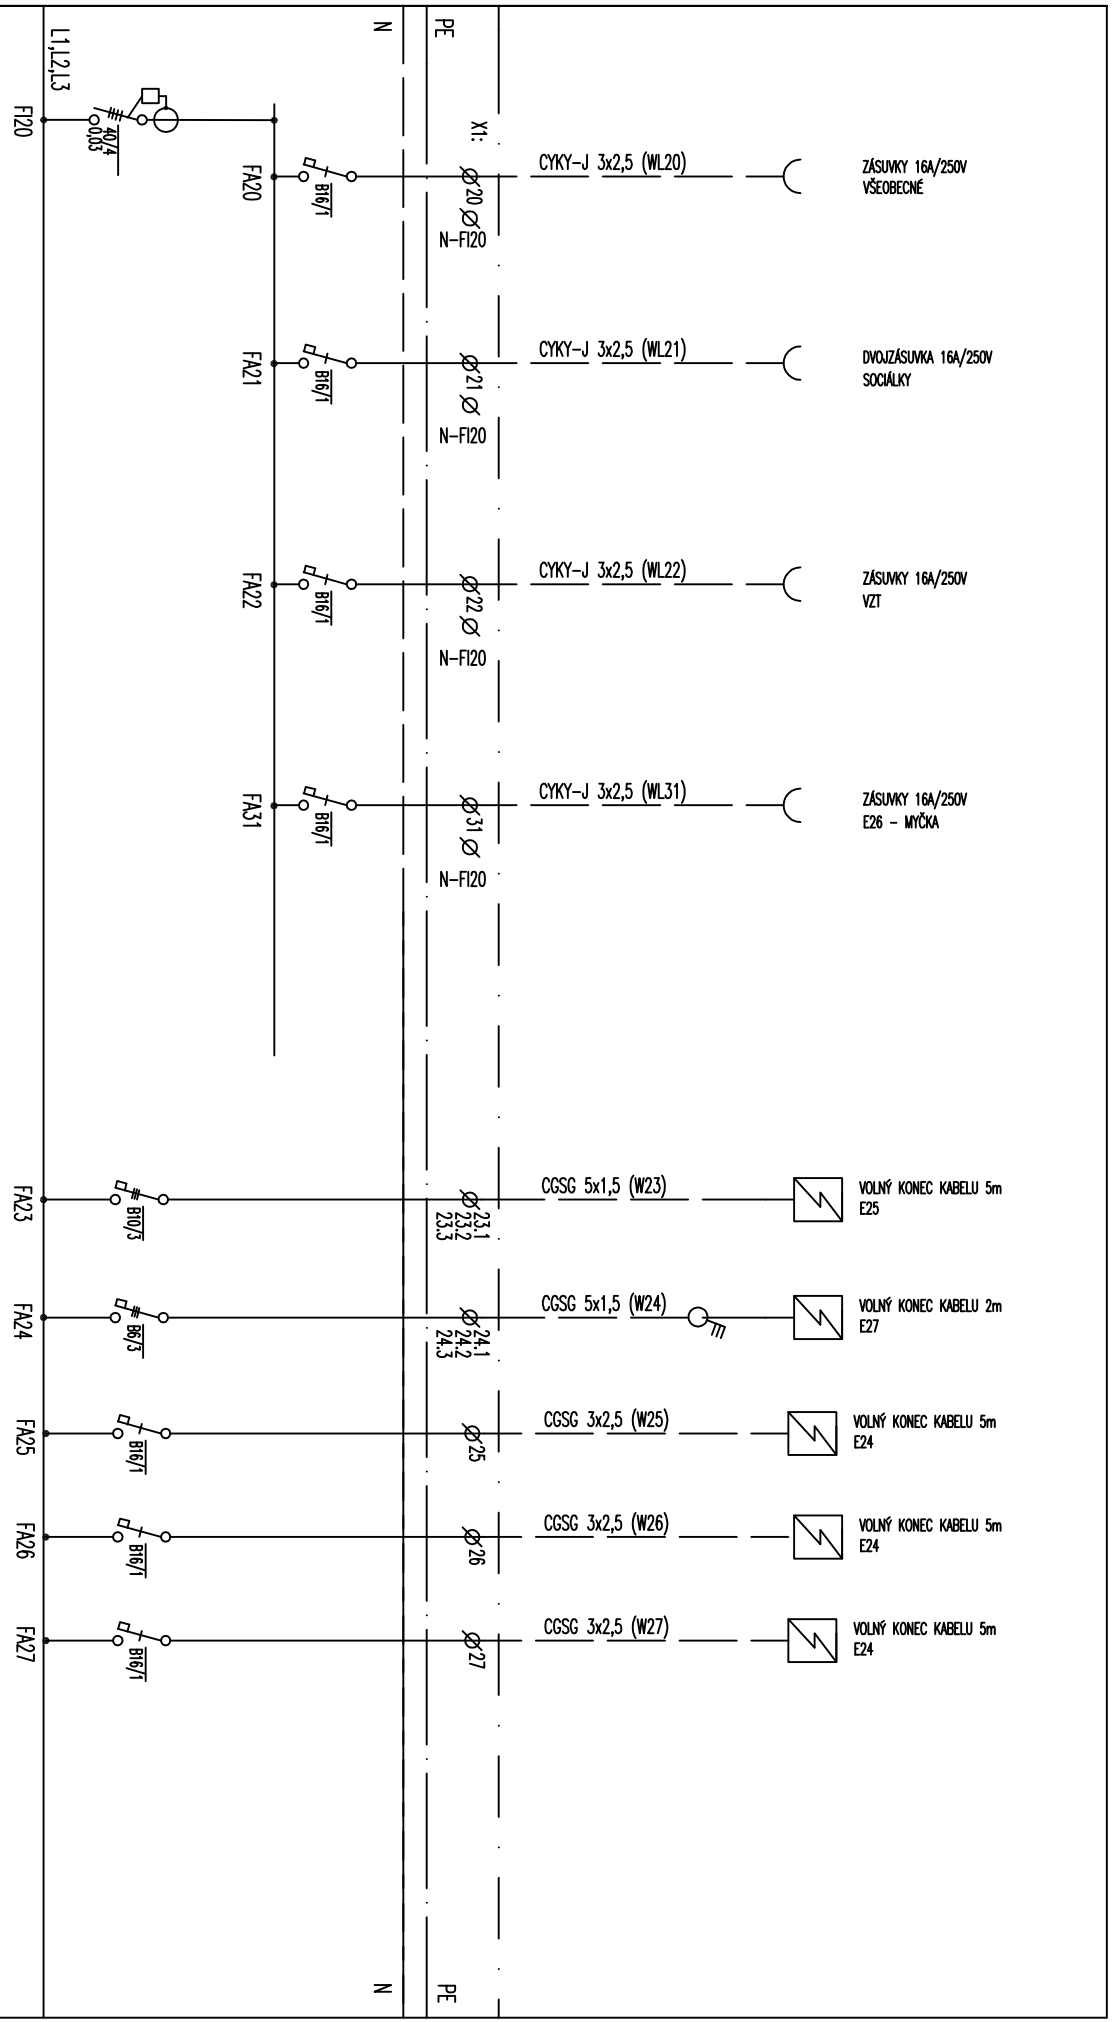 L1,L2,L3
N
PE
FI20
40/4
0,03
X1:
FA20
B16/1
20
N-FI20
CYKY-J 3x2,5 (WL20)
ZÁSUVKY 16A/250V
VŠEOBECNÉ
FA21
B16/1
21
N-FI20
CYKY-J 3x2,5 (WL21)
DVOJZÁSUVKA 16A/250V
SOCIÁLKY
FA22
B16/1
22
N-FI20
CYKY-J 3x2,5 (WL22)
ZÁSUVKY 16A/250V
VZT
FA31
B16/1
31
N-FI20
CYKY-J 3x2,5 (WL31)
ZÁSUVKY 16A/250V
E26 - MYČKA
FA23
B10/3
23.1
23.2
23.3
CGSG 5x1,5 (W23)
VOLNÝ KONEC KABELU 5m
E25
FA24
B6/3
24.1
24.2
24.3
CGSG 5x1,5 (W24)
VOLNÝ KONEC KABELU 2m
E27
FA25
B16/1
25
CGSG 3x2,5 (W25)
VOLNÝ KONEC KABELU 5m
E24
FA26
B16/1
26
CGSG 3x2,5 (W26)
VOLNÝ KONEC KABELU 5m
E24
FA27
B16/1
27
CGSG 3x2,5 (W27)
VOLNÝ KONEC KABELU 5m
E24
N
PE